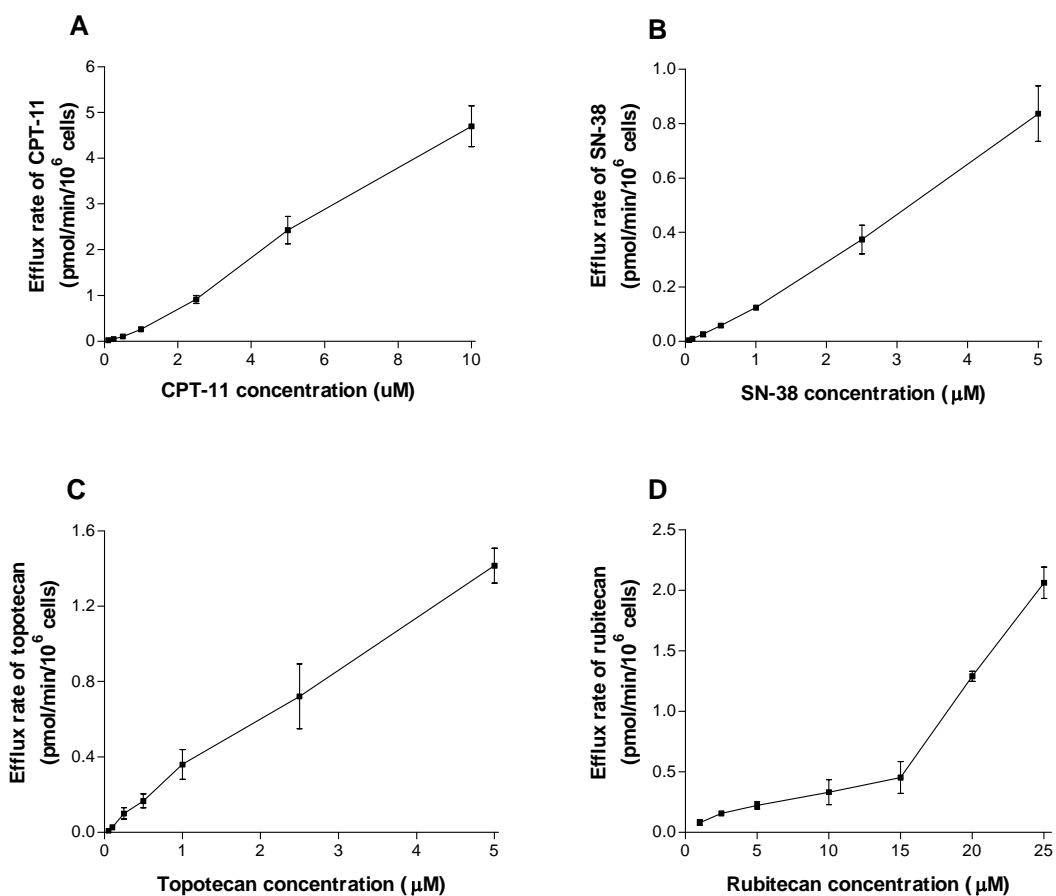 A
Efflux rate of CPT-11
(pmol/min/10⁶ cells)
6
5
4
3
2
1
0
0 2 4 6 8 10
CPT-11 concentration (uM)
B
Efflux rate of SN-38
(pmol/min/10⁶ cells)
1.0
0.8
0.6
0.4
0.2
0.0
0 1 2 3 4 5
SN-38 concentration ( μM)
C
Efflux rate of topotecan
(pmol/min/10⁶ cells)
1.6
1.2
0.8
0.4
0.0
0 1 2 3 4 5
Topotecan concentration ( μM)
D
Efflux rate of rubitecan
(pmol/min/10⁶ cells)
2.5
2.0
1.5
1.0
0.5
0.0
0 5 10 15 20 25
Rubitecan concentration ( μM)